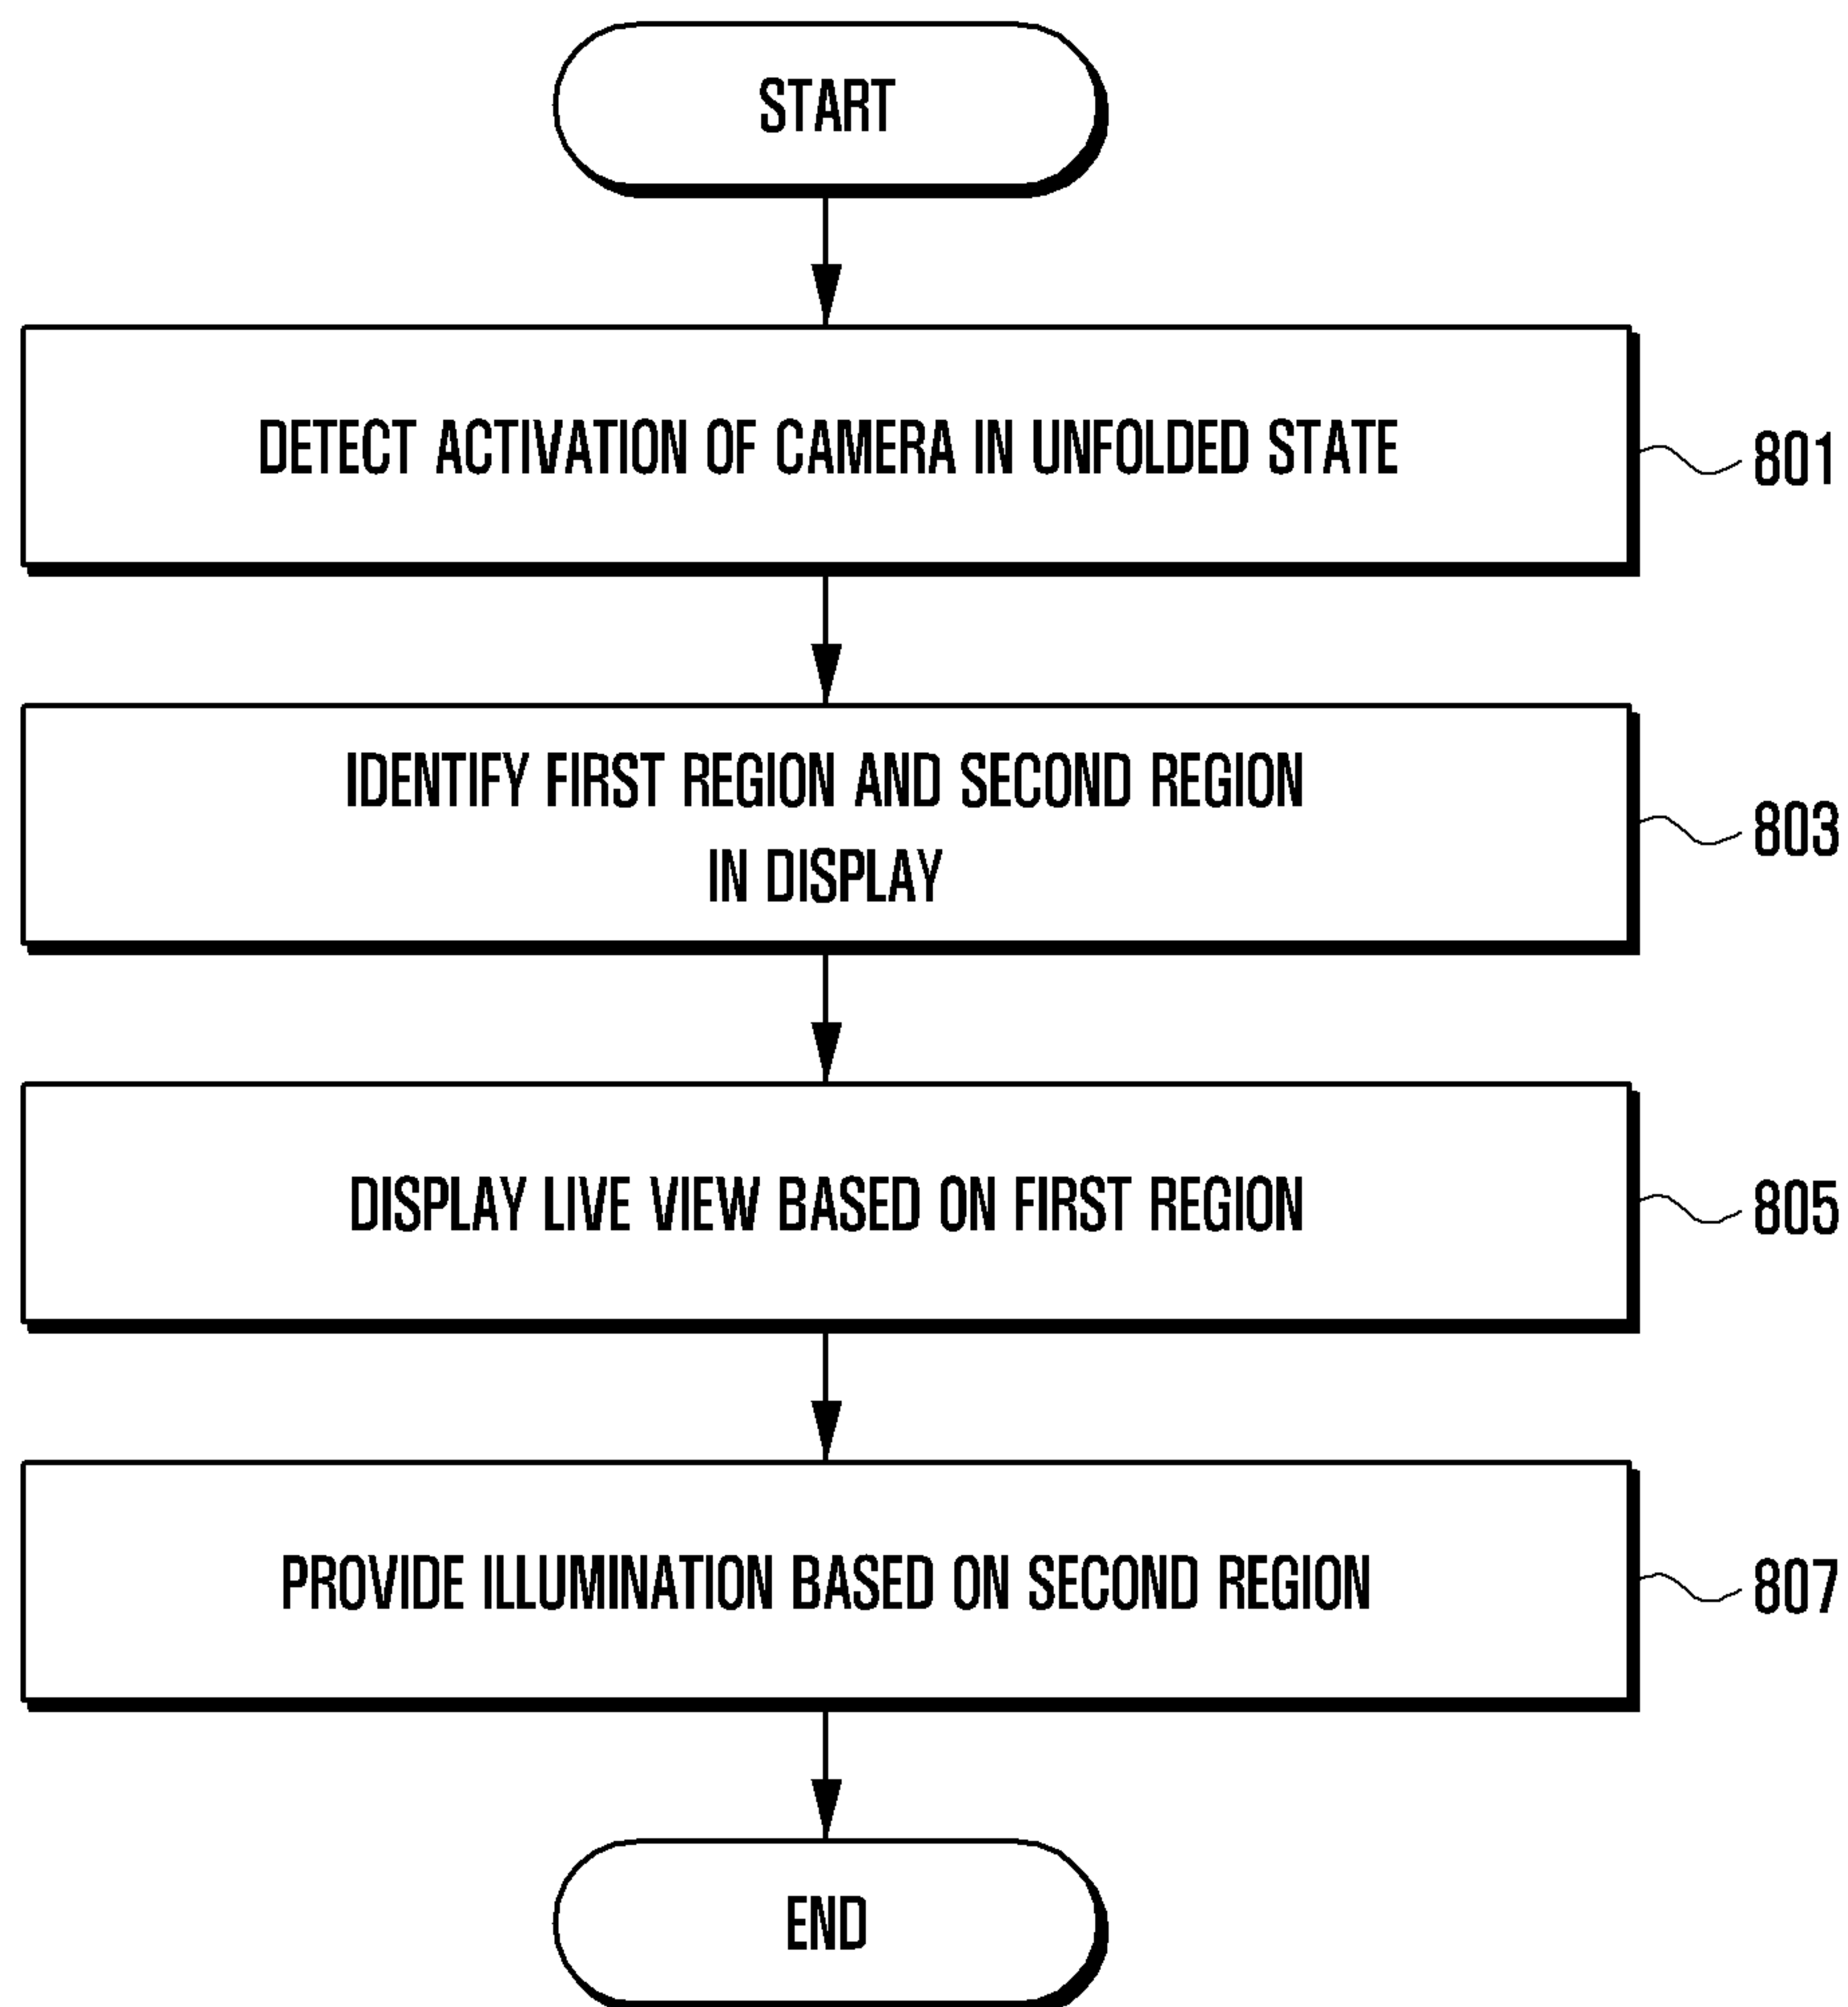 START
DETECT ACTIVATION OF CAMERA IN UNFOLDED STATE
801
IDENTIFY FIRST REGION AND SECOND REGION
IN DISPLAY
803
DISPLAY LIVE VIEW BASED ON FIRST REGION
805
PROVIDE ILLUMINATION BASED ON SECOND REGION
807
END